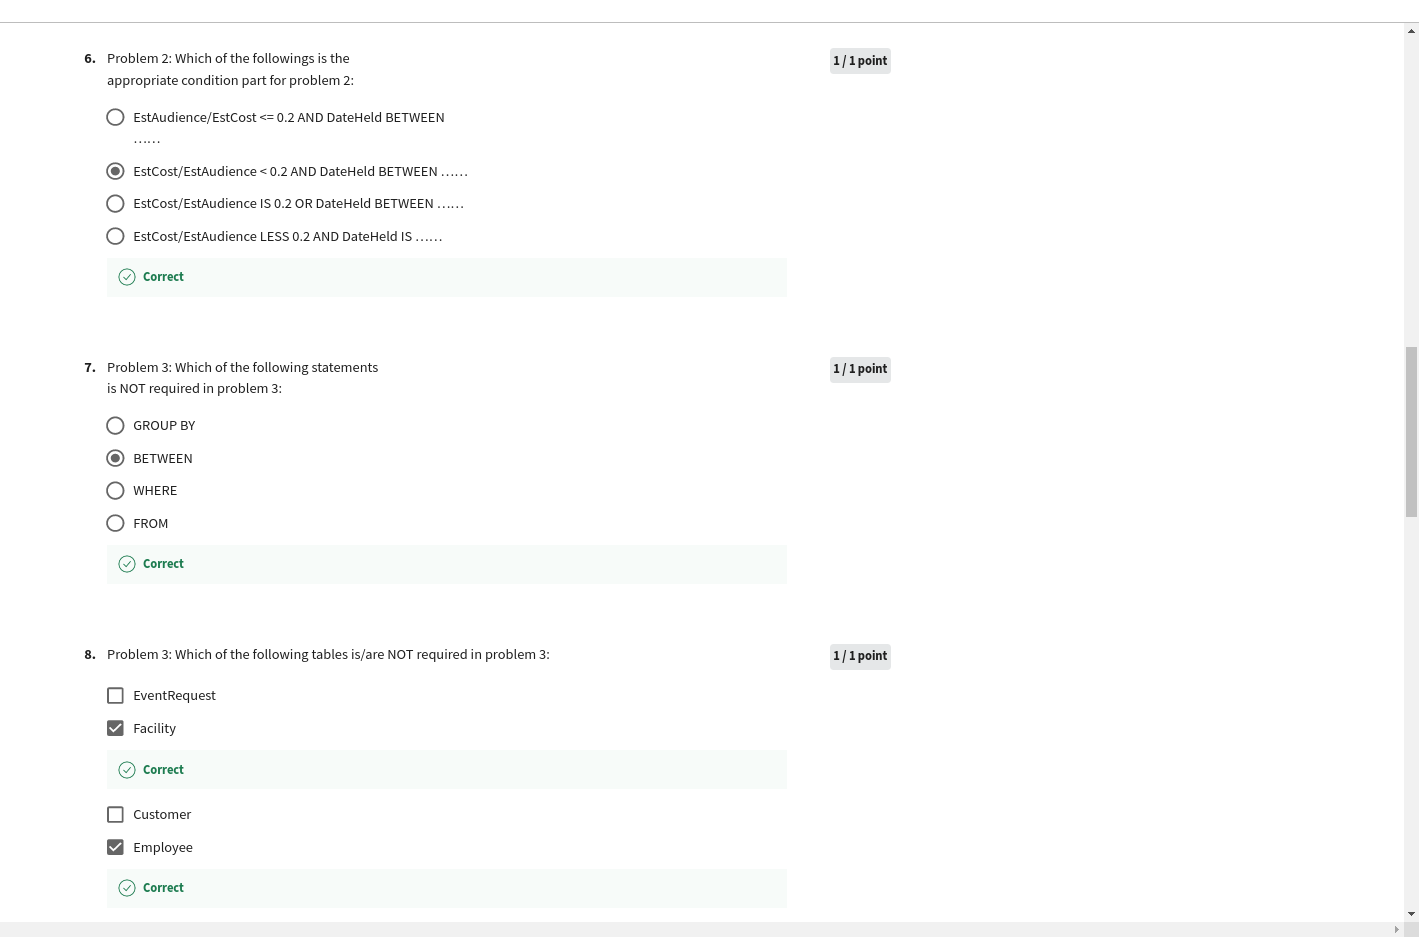 6. Problem 2: Which of the followings is the 1 / 1 point
appropriate condition part for problem 2:
EstAudience/EstCost <= 0.2 AND DateHeld BETWEEN
……
EstCost/EstAudience < 0.2 AND DateHeld BETWEEN ……
EstCost/EstAudience IS 0.2 OR DateHeld BETWEEN ……
EstCost/EstAudience LESS 0.2 AND DateHeld IS ……
Correct
7. Problem 3: Which of the following statements 1 / 1 point
is NOT required in problem 3:
GROUP BY
BETWEEN
WHERE
FROM
Correct
8. Problem 3: Which of the following tables is/are NOT required in problem 3: 1 / 1 point
EventRequest
Facility
Correct
Customer
Employee
Correct